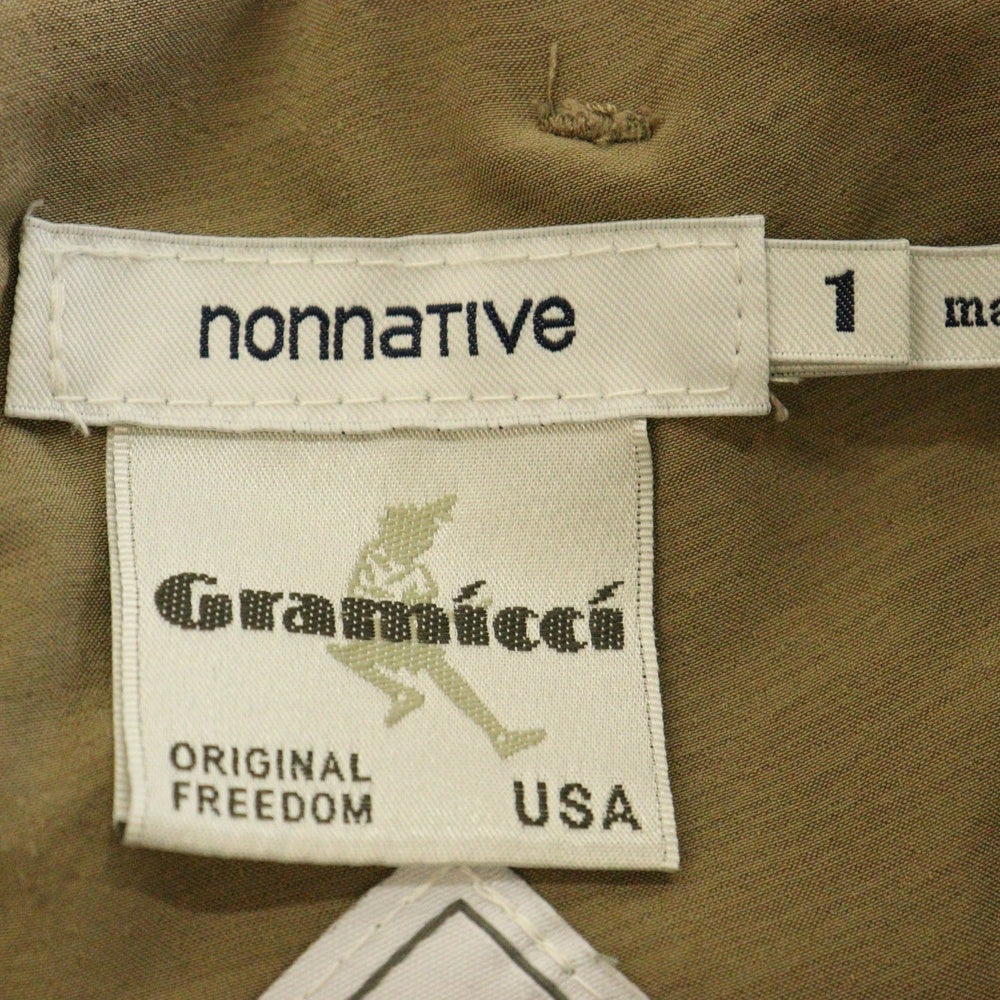 nonnaTIVe
1
Gramicci
ORIGINAL
FREEDOM
USA